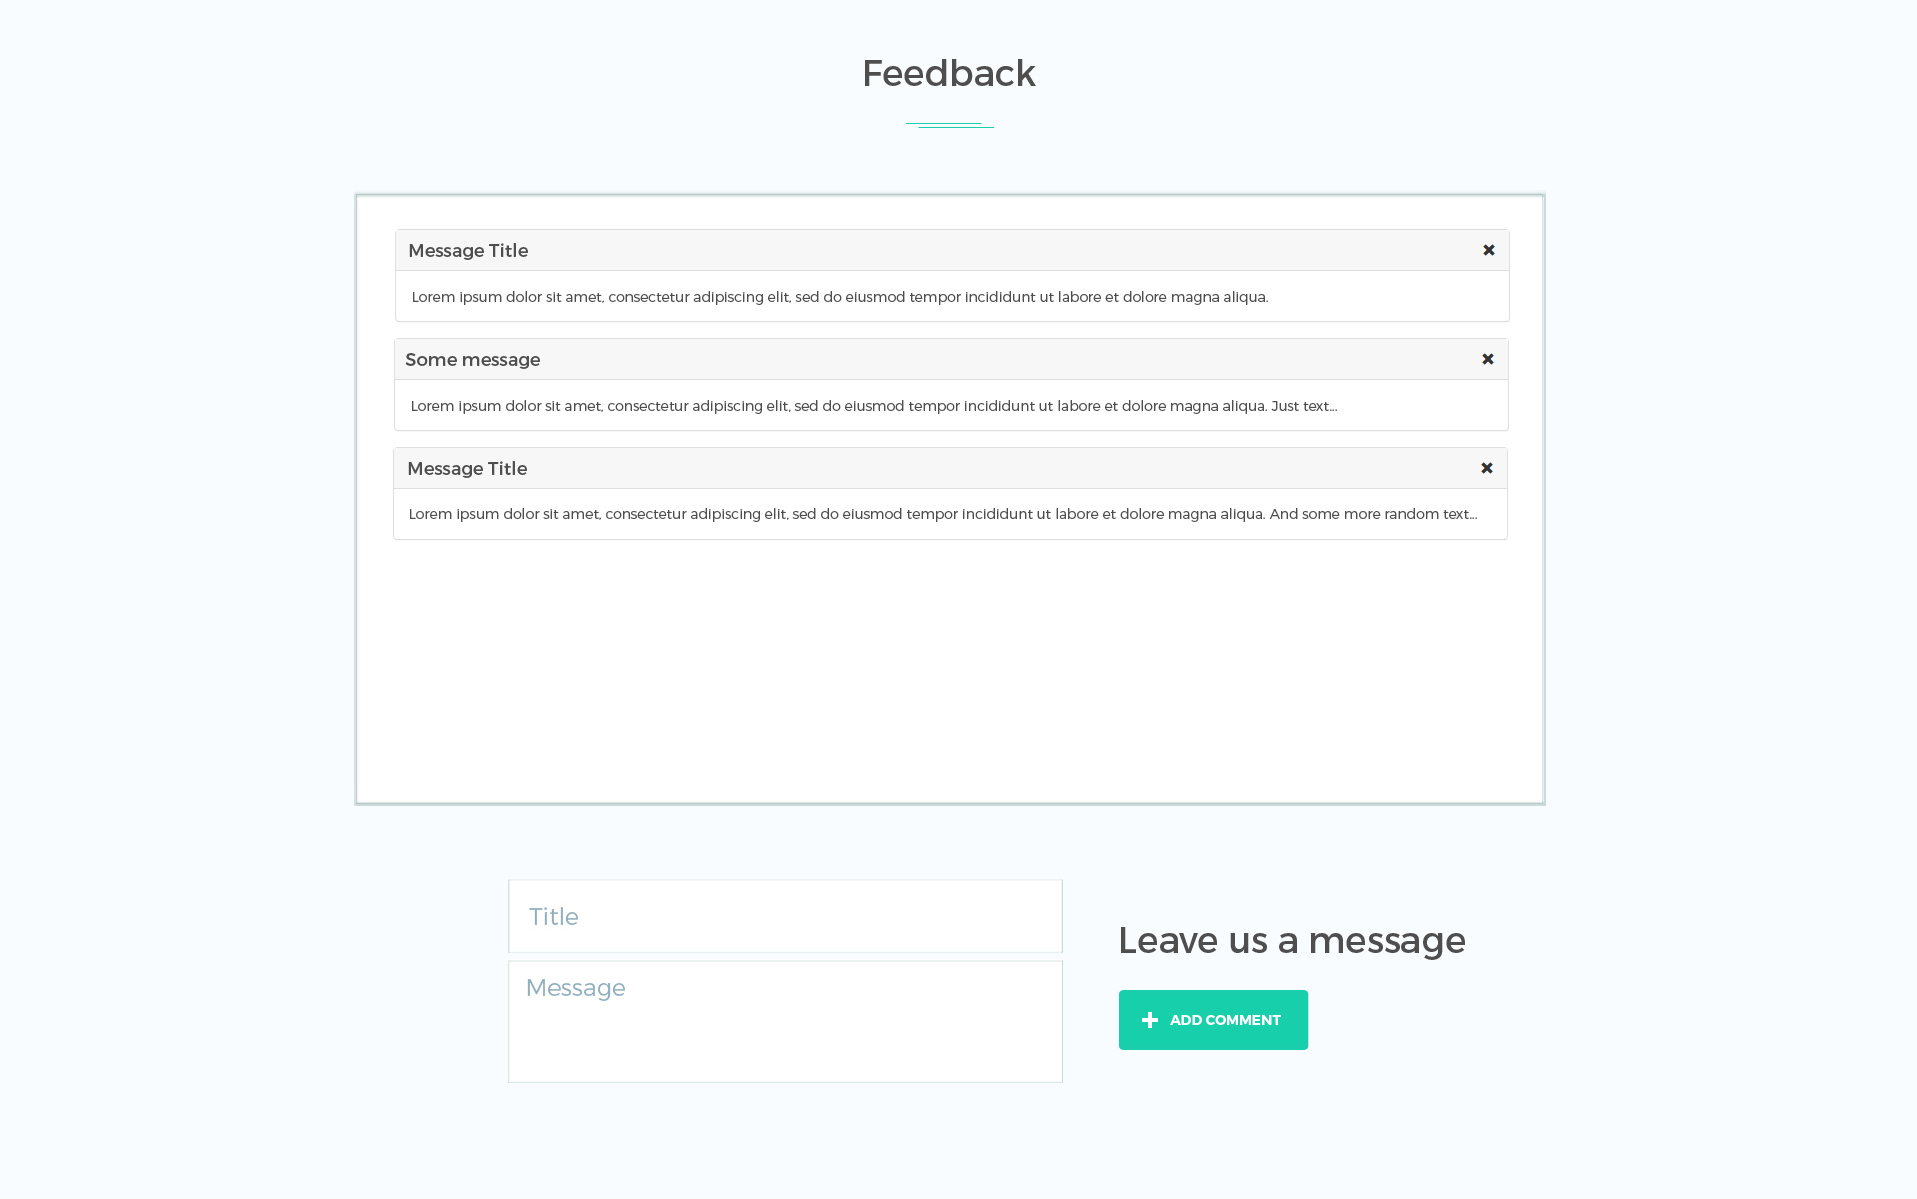 Feedback
Message Title
Lorem ipsum dolor sit amet, consectetur adipiscing elit, sed do eiusmod tempor incididunt ut labore et dolore magna aliqua.
Some message
Lorem ipsum dolor sit amet, consectetur adipiscing elit, sed do eiusmod tempor incididunt ut labore et dolore magna aliqua. Just text...
Message Title
Lorem ipsum dolor sit amet, consectetur adipiscing elit, sed do eiusmod tempor incididunt ut labore et dolore magna aliqua. And some more random text...
Title
Message
Leave us a message
ADD COMMENT